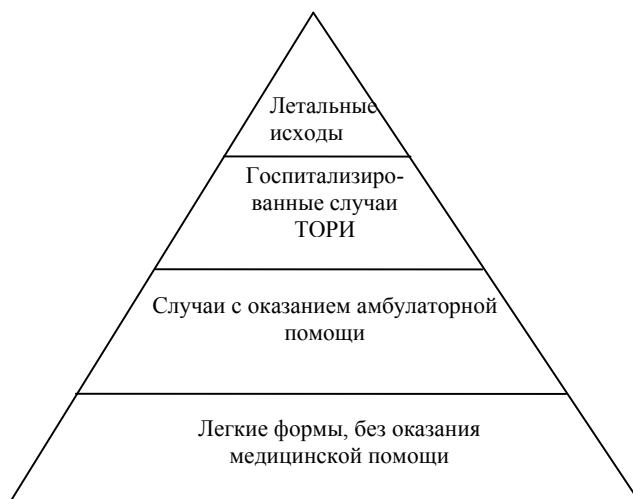 Летальные
исходы
Госпитализиро-
ванные случаи
ТОРИ
Случаи с оказанием амбулаторной
помощи
Легкие формы, без оказания
медицинской помощи